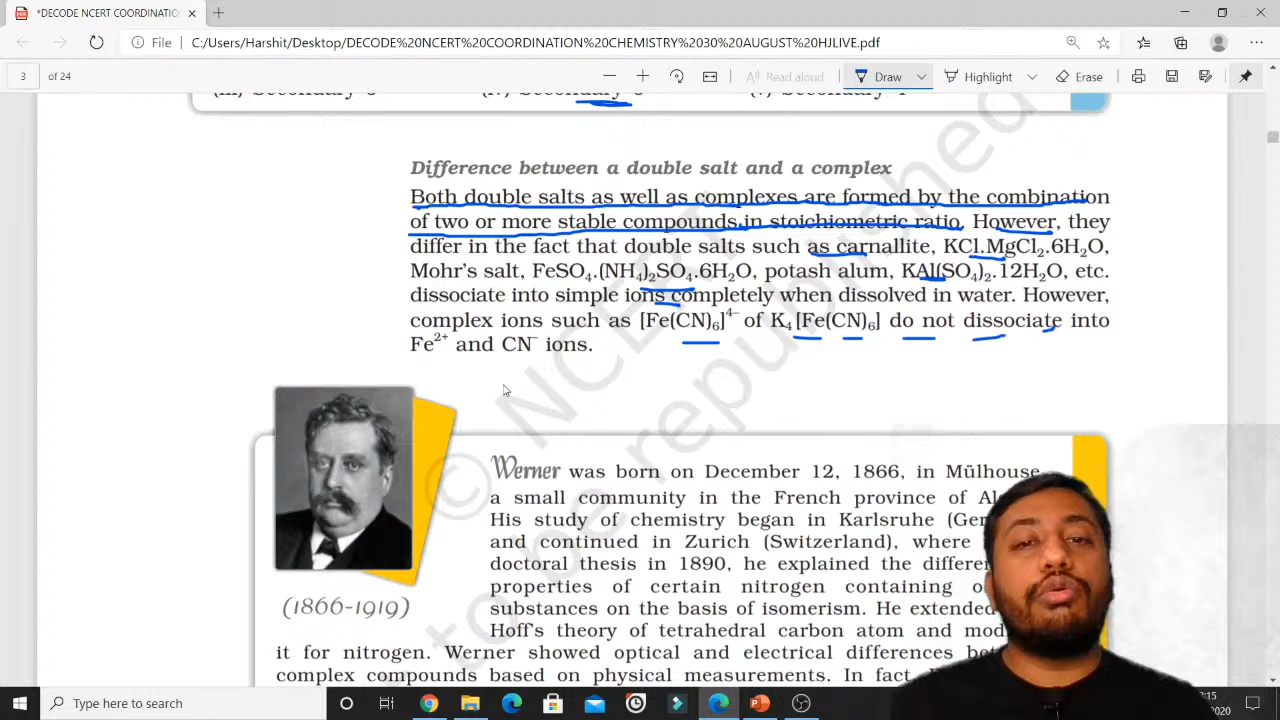 *DECODE NCERT COORDINATIO
File
C:/Users/Harshit/Desktop/DECODE%20NCERT%20COORDINATION%20CHEMISTRY%2030%20AUGUST%20HJLIVE.pdf
3 of 24
Read aloud
Draw
Highlight
Erase
Difference between a double salt and a complex
Both double salts as well as complexes are formed by the combination
of two or more stable compounds in stoichiometric ratio. However, they
differ in the fact that double salts such as carnallite, KCl.MgCl₂.6H₂O,
Mohr's salt, FeSO₄.(NH₄)₂SO₄.6H₂O, potash alum, KAl(SO₄)₂.12H₂O, etc.
dissociate into simple ions completely when dissolved in water. However,
complex ions such as [Fe(CN)₆]⁴⁻ of K₄[Fe(CN)₆] do not dissociate into
Fe²⁺ and CN⁻ ions.
© NCERT
to be republished
Werner was born on December 12, 1866, in Mülhouse,
a small community in the French province of
His study of chemistry began in Karlsruhe
and continued in Zurich (Switzerland), where
doctoral thesis in 1890, he explained the
properties of certain nitrogen containing
substances on the basis of isomerism. He extended
Hoff's theory of tetrahedral carbon atom and
(1866-1919)
it for nitrogen. Werner showed optical and electrical differences
complex compounds based on physical measurements. In fact,
Type here to search
2020